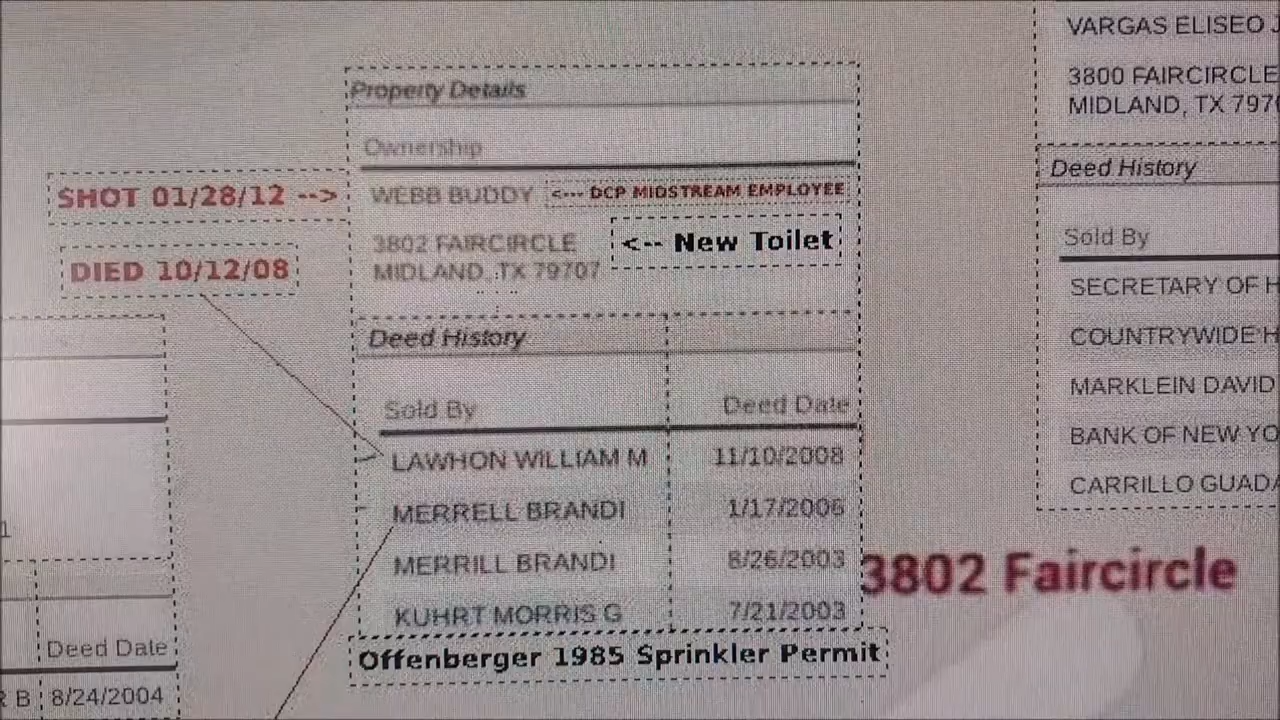 VARGAS ELISEO J
3800 FAIRCIRCLE
MIDLAND, TX 797
Property Details
Ownership
SHOT 01/28/12 -->
WEBB BUDDY
<--- DCP MIDSTREAM EMPLOYEE
DIED 10/12/08
3802 FAIRCIRCLE
<-- New Toilet
MIDLAND, TX 79707
Deed History
Sold By
Deed Date
LAWHON WILLIAM M
11/10/2008
MERRELL BRANDI
1/17/2006
MERRILL BRANDI
8/26/2003
KUHRT MORRIS G
7/21/2003
Offenberger 1985 Sprinkler Permit
Deed History
Sold By
SECRETARY OF H
COUNTRYWIDE H
MARKLEIN DAVID
BANK OF NEW YO
CARRILLO GUADA
3802 Faircircle
1
Deed Date
R B
8/24/2004